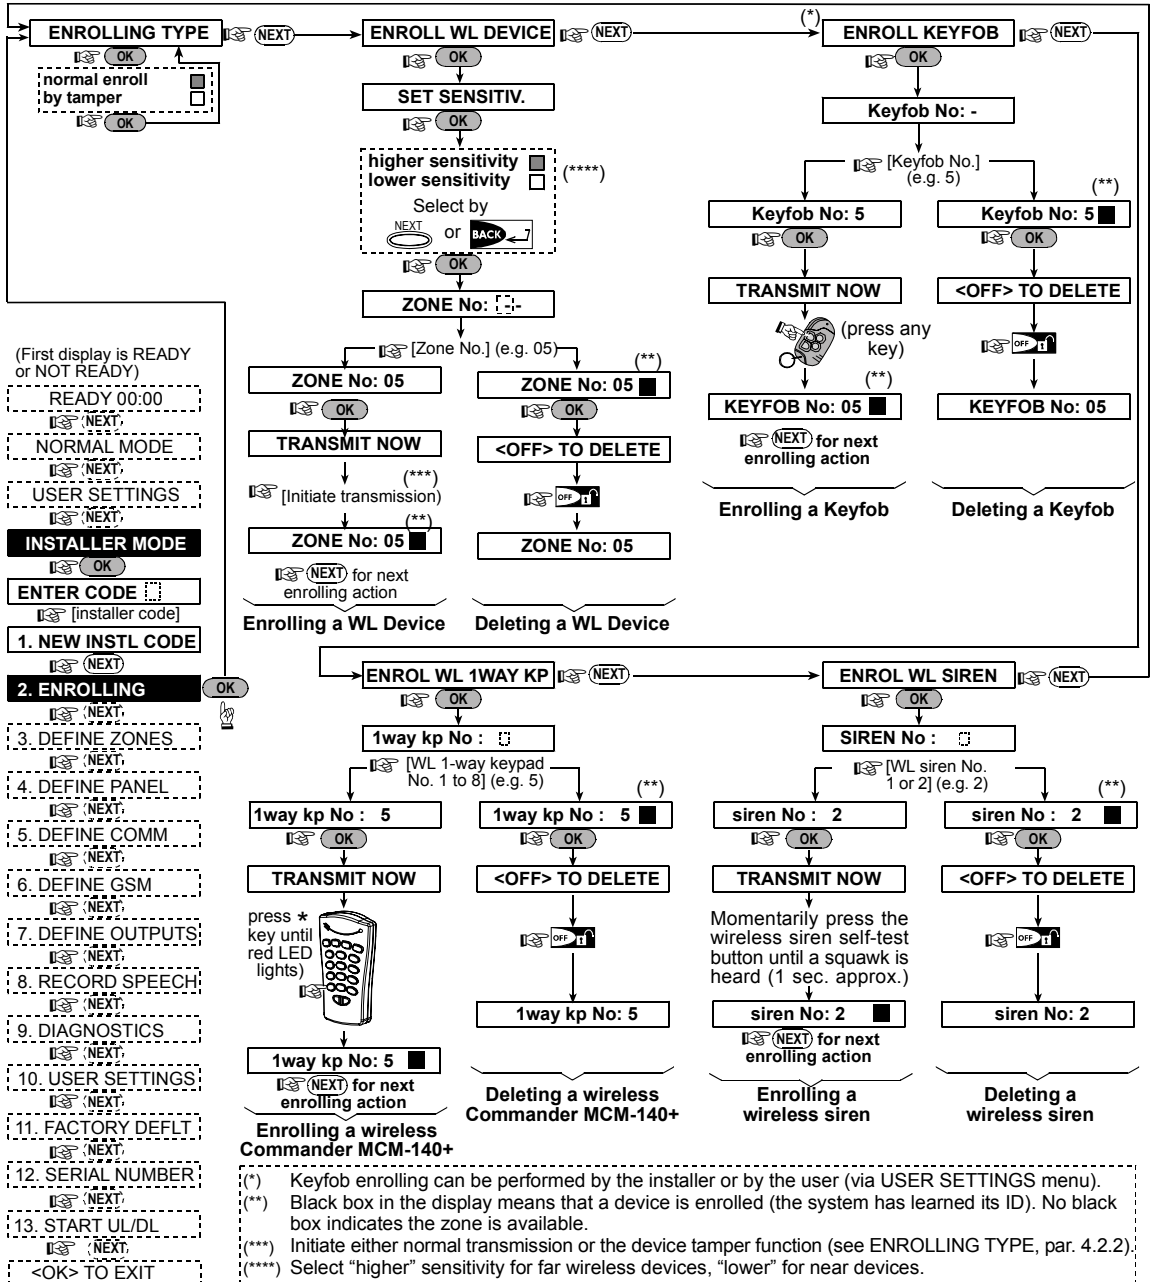 ENROLLING TYPE
NEXT
OK
normal enroll
by tamper
OK
ENROLL WL DEVICE
NEXT
OK
SET SENSITIV.
OK
higher sensitivity
lower sensitivity
(****)
Select by
NEXT
or
BACK
OK
ZONE No: - -
[Zone No.] (e.g. 05)
ZONE No: 05
OK
TRANSMIT NOW
(***)
[Initiate transmission)
(**)
ZONE No: 05
NEXT for next
enrolling action
Enrolling a WL Device
(**)
ZONE No: 05
OK
<OFF> TO DELETE
OFF
ZONE No: 05
Deleting a WL Device
(*)
ENROLL KEYFOB
NEXT
OK
Keyfob No: -
[Keyfob No.]
(e.g. 5)
Keyfob No: 5
OK
TRANSMIT NOW
(press any
key)
(**)
KEYFOB No: 05
NEXT for next
enrolling action
Enrolling a Keyfob
(**)
Keyfob No: 5
OK
<OFF> TO DELETE
OFF
KEYFOB No: 05
Deleting a Keyfob
(First display is READY
or NOT READY)
READY 00:00
NEXT
NORMAL MODE
NEXT
USER SETTINGS
NEXT
INSTALLER MODE
OK
ENTER CODE
[installer code]
1. NEW INSTL CODE
NEXT
2. ENROLLING
OK
NEXT
3. DEFINE ZONES
NEXT
4. DEFINE PANEL
NEXT
5. DEFINE COMM
NEXT
6. DEFINE GSM
NEXT
7. DEFINE OUTPUTS
NEXT
8. RECORD SPEECH
NEXT
9. DIAGNOSTICS
NEXT
10. USER SETTINGS
NEXT
11. FACTORY DEFLT
NEXT
12. SERIAL NUMBER
NEXT
13. START UL/DL
NEXT
<OK> TO EXIT
ENROL WL 1WAY KP
NEXT
OK
1way kp No :
[WL 1-way keypad
No. 1 to 8] (e.g. 5)
1way kp No : 5
OK
TRANSMIT NOW
press *
key until
red LED
lights)
1way kp No: 5
NEXT for next
enrolling action
Enrolling a wireless
Commander MCM-140+
(**)
1way kp No : 5
OK
<OFF> TO DELETE
OFF
1way kp No: 5
Deleting a wireless
Commander MCM-140+
ENROL WL SIREN
NEXT
OK
SIREN No :
[WL siren No.
1 or 2] (e.g. 2)
siren No : 2
OK
TRANSMIT NOW
Momentarily press the
wireless siren self-test
button until a squawk is
heard (1 sec. approx.)
siren No: 2
NEXT for next
enrolling action
Enrolling a
wireless siren
(**)
siren No : 2
OK
<OFF> TO DELETE
OFF
siren No: 2
Deleting a
wireless siren
(*) Keyfob enrolling can be performed by the installer or by the user (via USER SETTINGS menu).
(**) Black box in the display means that a device is enrolled (the system has learned its ID). No black
box indicates the zone is available.
(***) Initiate either normal transmission or the device tamper function (see ENROLLING TYPE, par. 4.2.2).
(****) Select “higher” sensitivity for far wireless devices, “lower” for near devices.